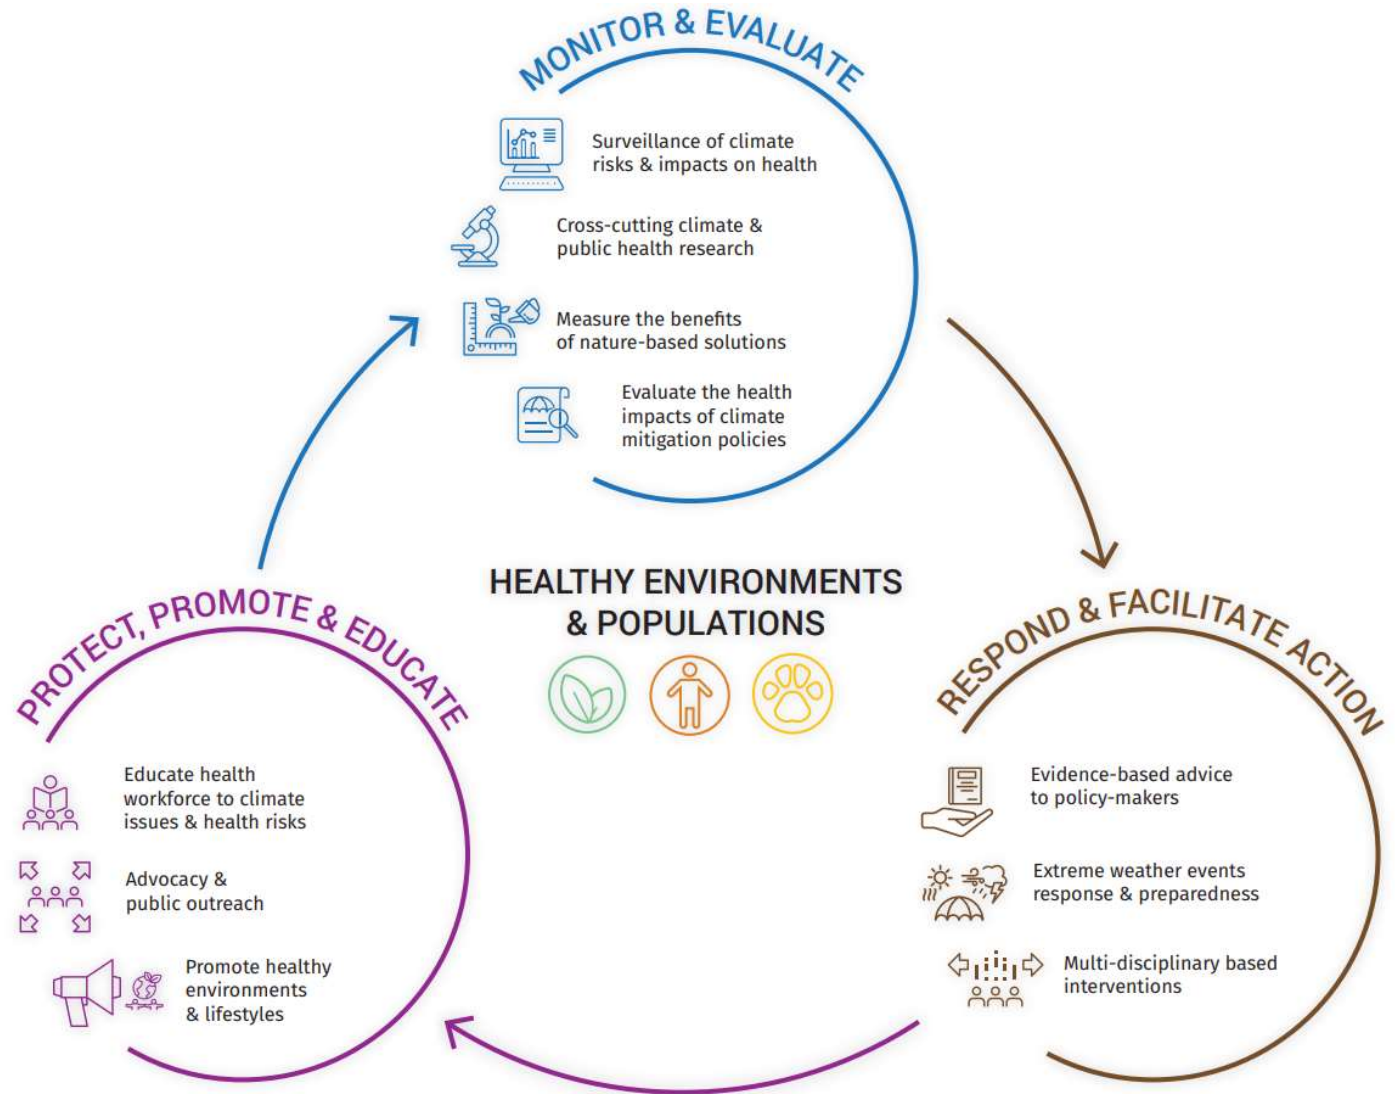 MONITOR & EVALUATE
Surveillance of climate
risks & impacts on health
Cross-cutting climate &
public health research
Measure the benefits
of nature-based solutions
Evaluate the health
impacts of climate
mitigation policies
HEALTHY ENVIRONMENTS
& POPULATIONS
PROTECT, PROMOTE & EDUCATE
Educate health
workforce to climate
issues & health risks
Advocacy &
public outreach
Promote healthy
environments
& lifestyles
RESPOND & FACILITATE ACTION
Evidence-based advice
to policy-makers
Extreme weather events
response & preparedness
Multi-disciplinary based
interventions